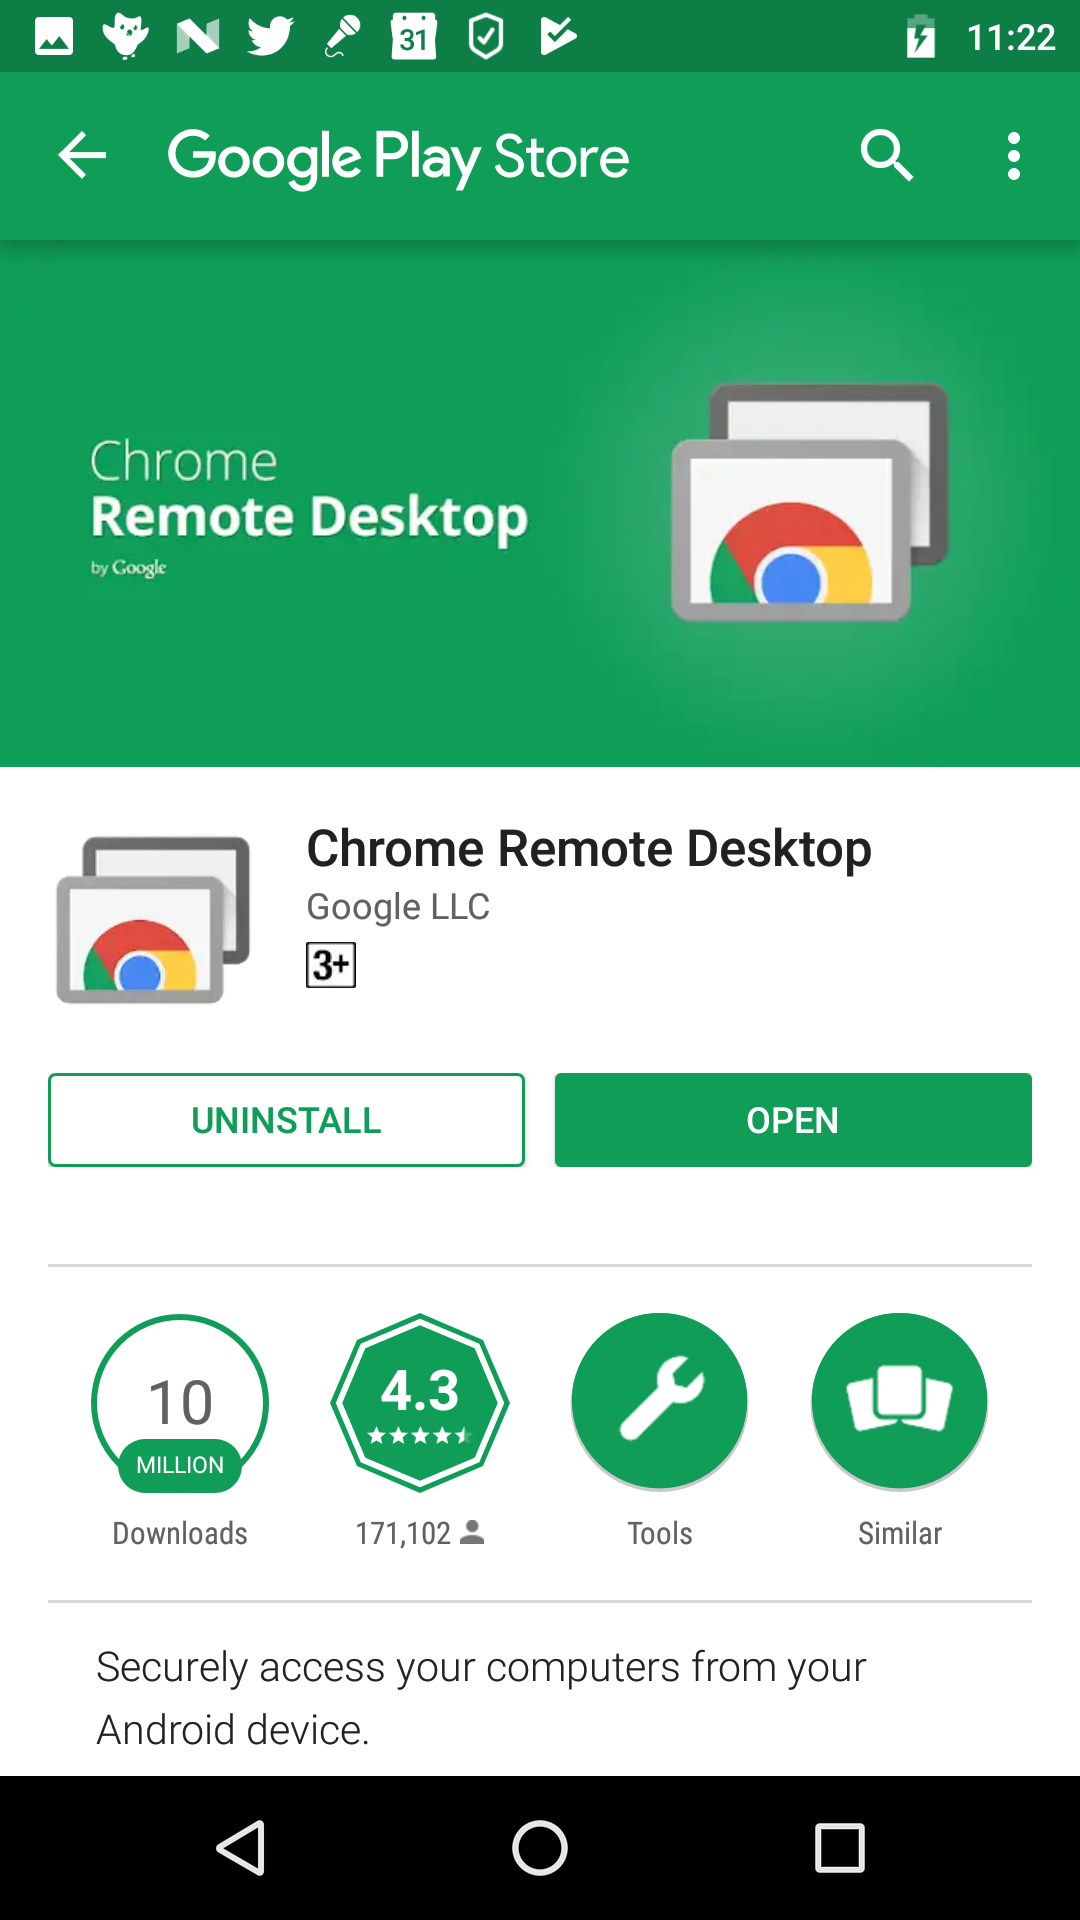 31
11:22
Google Play Store
Chrome
Remote Desktop
by Google
Chrome Remote Desktop
Google LLC
3+
UNINSTALL
OPEN
10
MILLION
Downloads
4.3
171,102
Tools
Similar
Securely access your computers from your
Android device.